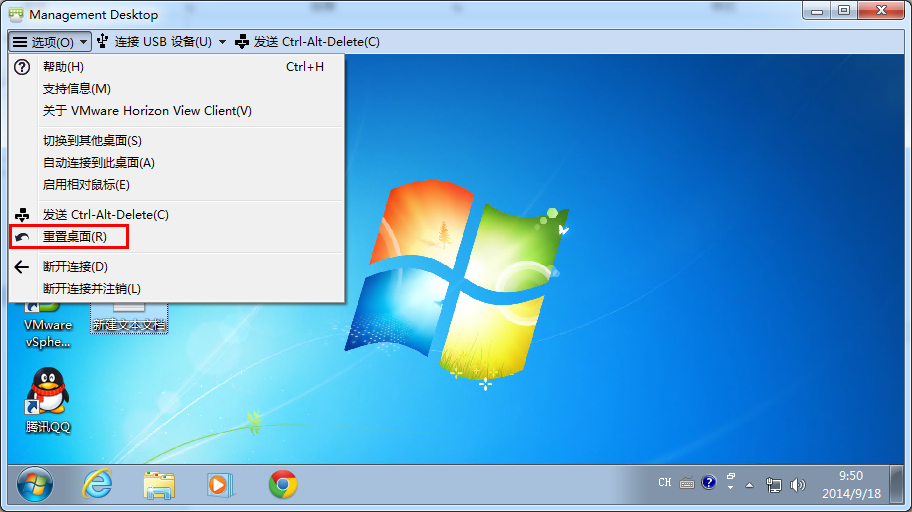 Management Desktop
选项(O) 连接 USB 设备(U) 发送 Ctrl-Alt-Delete(C)
帮助(H) Ctrl+H
支持信息(M)
关于 VMware Horizon View Client(V)
切换到其他桌面(S)
自动连接到此桌面(A)
启用相对鼠标(E)
发送 Ctrl-Alt-Delete(C)
重置桌面(R)
断开连接(D)
断开连接并注销(L)
VMware
vSphe...
新建文本文档
腾讯QQ
CH
9:50
2014/9/18